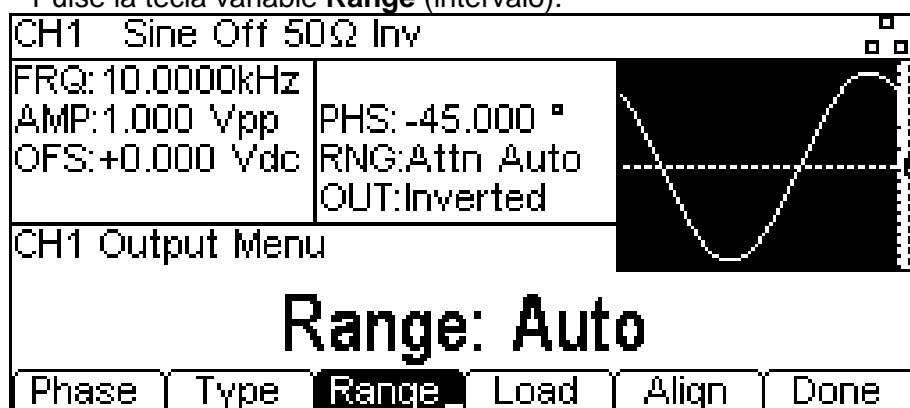 Pulse la tecla variable Range (intervalo).
CH1 Sine Off 50Ω Inv
FRQ:10.0000kHz
AMP:1.000 Vpp
OFS:+0.000 Vdc
PHS:-45.000 °
RNG:Attn Auto
OUT:Inverted
CH1 Output Menu
Range: Auto
Phase Type Range Load Align Done